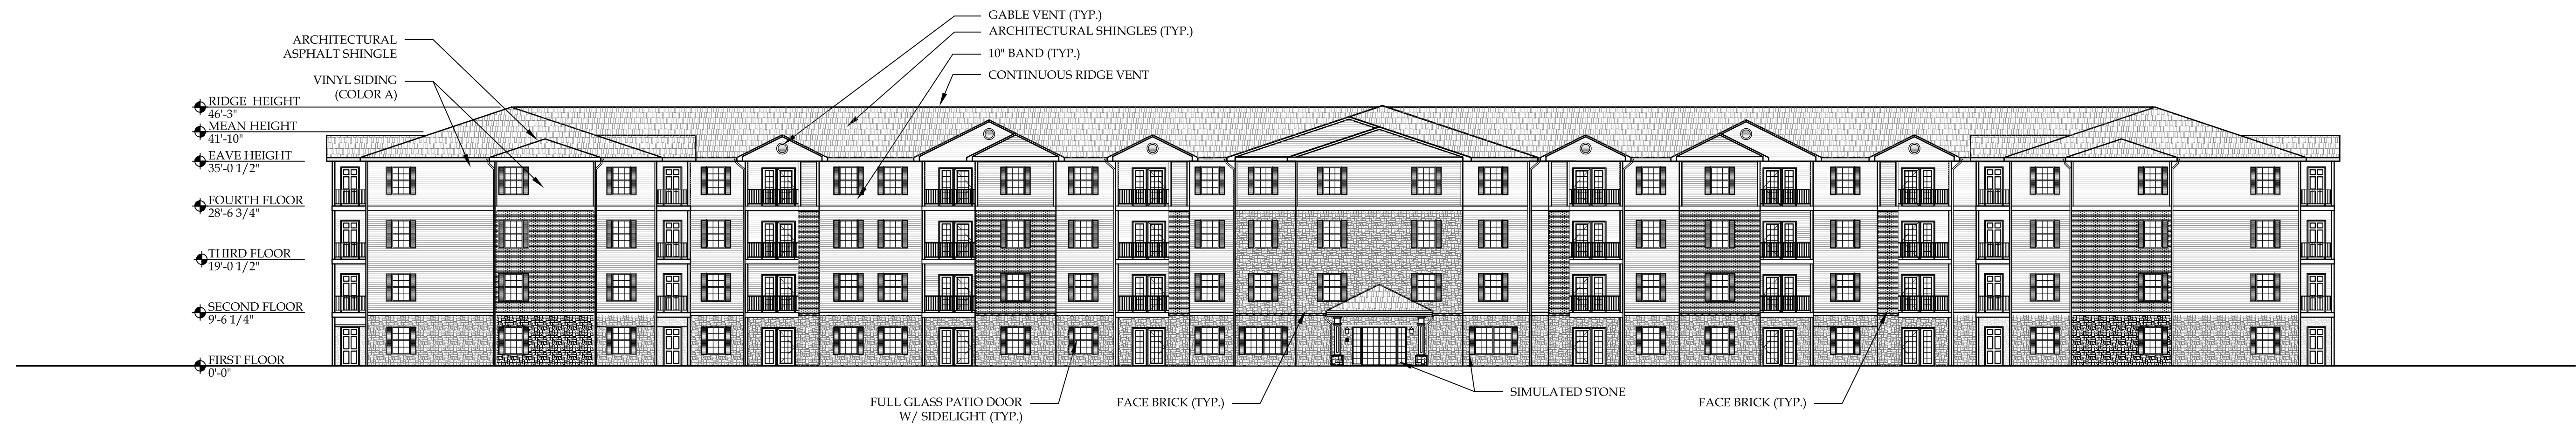 GABLE VENT (TYP.)
ARCHITECTURAL SHINGLES (TYP.)
10" BAND (TYP.)
CONTINUOUS RIDGE VENT
ARCHITECTURAL
ASPHALT SHINGLE
VINYL SIDING
(COLOR A)
RIDGE HEIGHT
46'-3"
MEAN HEIGHT
41'-10"
EAVE HEIGHT
35'-0 1/2"
FOURTH FLOOR
28'-6 3/4"
THIRD FLOOR
19'-0 1/2"
SECOND FLOOR
9'-6 1/4"
FIRST FLOOR
0'-0"
FULL GLASS PATIO DOOR
W/ SIDELIGHT (TYP.)
FACE BRICK (TYP.)
SIMULATED STONE
FACE BRICK (TYP.)